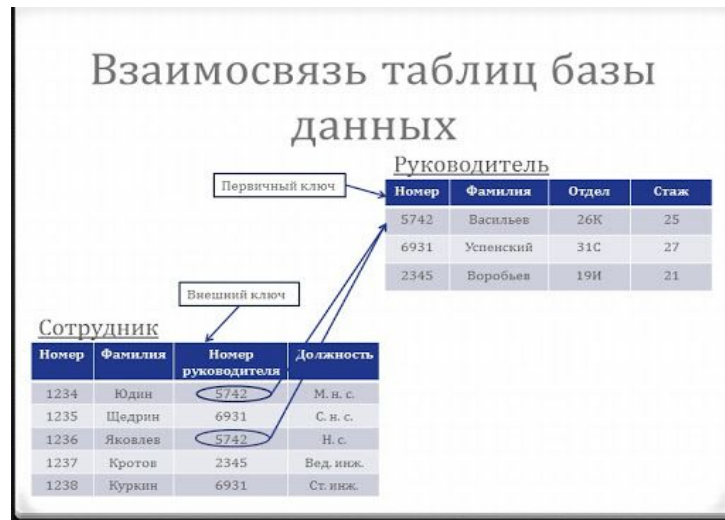 Взаимосвязь таблиц базы
данных
Руководитель
Первичный ключ
Номер Фамилия Отдел Стаж
5742 Васильев 26К 25
6931 Успенский 31С 27
2345 Воробьев 19И 21
Внешний ключ
Сотрудник
Номер Фамилия Номер руководителя Должность
1234 Юдин 5742 М. н. с.
1235 Щедрин 6931 С. н. с.
1236 Яковлев 5742 Н. с.
1237 Кротов 2345 Вед. инж.
1238 Куркин 6931 Ст. инж.